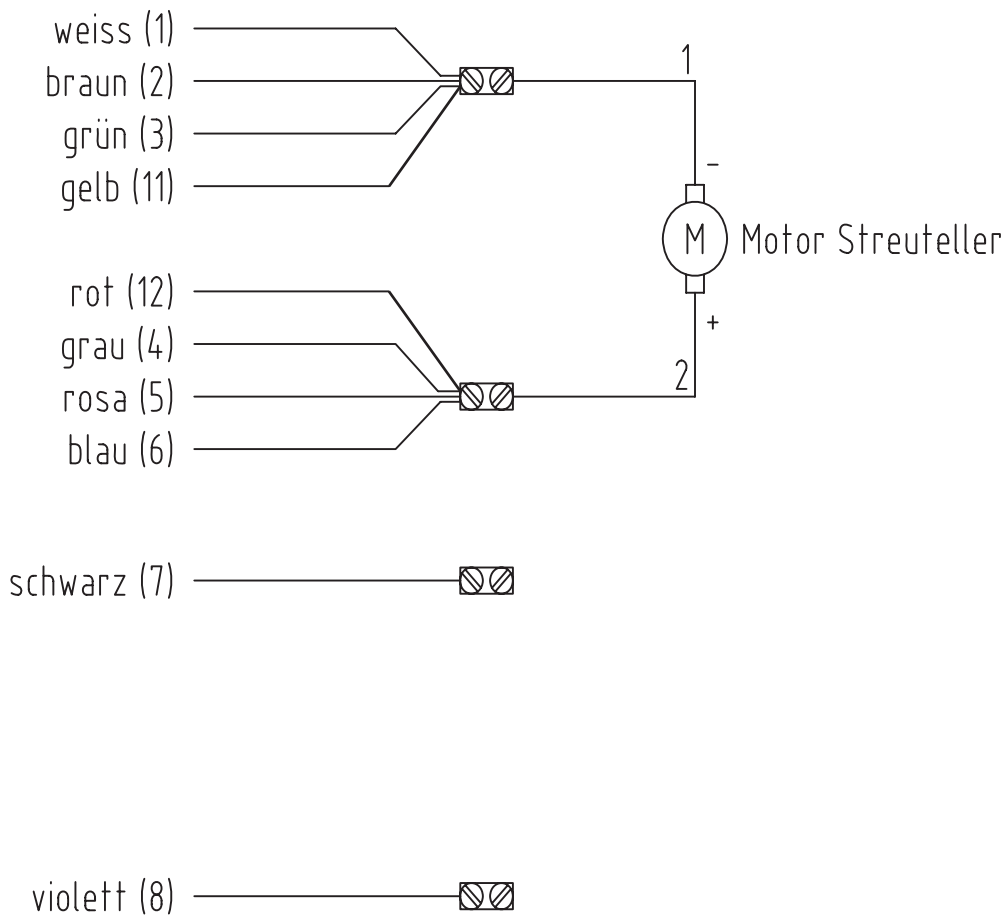 weiss (1)
braun (2)
grün (3)
gelb (11)
1
-
M Motor Streuteller
+
2
rot (12)
grau (4)
rosa (5)
blau (6)
schwarz (7)
violett (8)